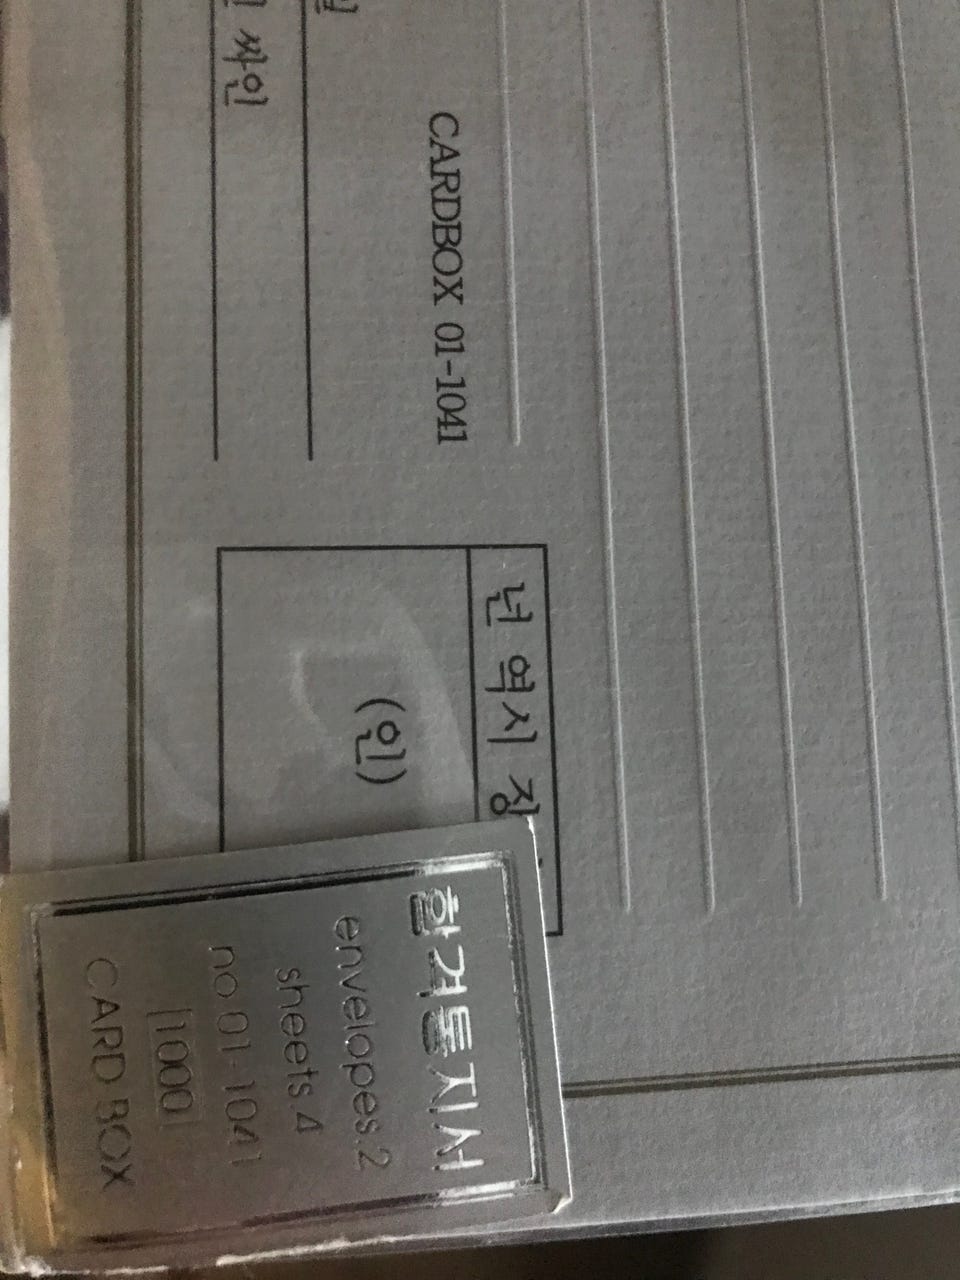 CARDBOX 01-1041
싸인
넌 역시 장
(인)
합격통지서
envelopes.2
sheets.4
no 01-1041
1000
CARD BOX